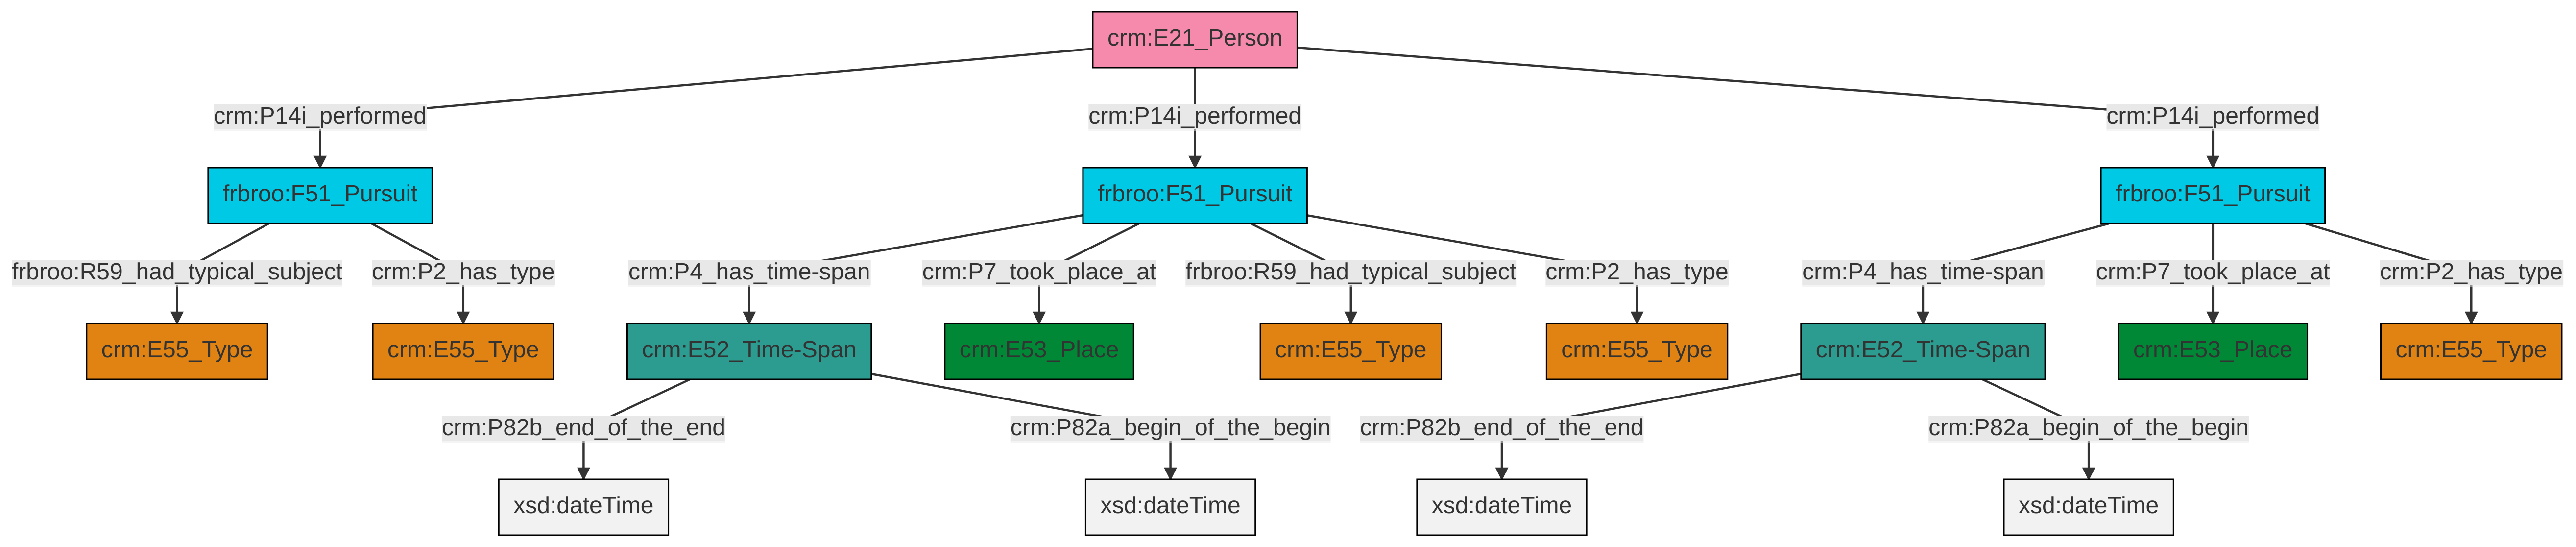 crm:E21_Person
crm:P14i_performed
crm:P14i_performed
crm:P14i_performed
frbroo:F51_Pursuit
frbroo:F51_Pursuit
frbroo:F51_Pursuit
frbroo:R59_had_typical_subject
crm:P2_has_type
crm:P4_has_time-span
crm:P7_took_place_at
frbroo:R59_had_typical_subject
crm:P2_has_type
crm:P4_has_time-span
crm:P7_took_place_at
crm:P2_has_type
crm:E55_Type
crm:E55_Type
crm:E52_Time-Span
crm:E53_Place
crm:E55_Type
crm:E55_Type
crm:E52_Time-Span
crm:E53_Place
crm:E55_Type
crm:P82b_end_of_the_end
crm:P82a_begin_of_the_begin
crm:P82b_end_of_the_end
crm:P82a_begin_of_the_begin
xsd:dateTime
xsd:dateTime
xsd:dateTime
xsd:dateTime